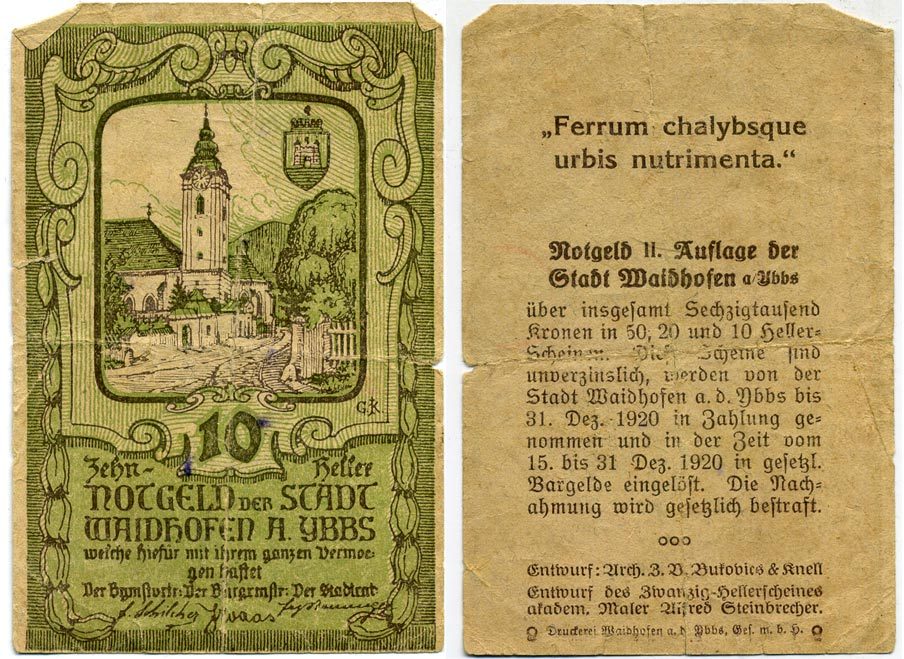 GK
10
Zehn- Heller
NOTGELD DER STADT
WAIDHOFEN A. YBBS
welche hiefür mit ihrem ganzen Vermoe-
gen haftet
Der Bgmstvtr: Der Burgrmstr: Der Stadtrat
„Ferrum chalybsque
urbis nutrimenta.“
Notgeld II. Auflage der
Stadt Waidhofen a/Ybbs
über insgesamt Sechzigtausend
Kronen in 50, 20 und 10 Heller-
Scheinen. Diese Scheine sind
unverzinslich, werden von der
Stadt Waidhofen a. d. Ybbs bis
31. Dez. 1920 in Zahlung ge-
nommen und in der Zeit vom
15. bis 31 Dez. 1920 in gesetzl.
Bargelde eingelöst. Die Nach-
ahmung wird gesetzlich bestraft.
Entwurf: Arch. J. V. Bukovics & Knell
Entwurf des Zwanzig-Hellerscheines
akadem. Maler Alfred Steinbrecher.
Druckerei Waidhofen a. d. Ybbs, Ges. m. b. H.